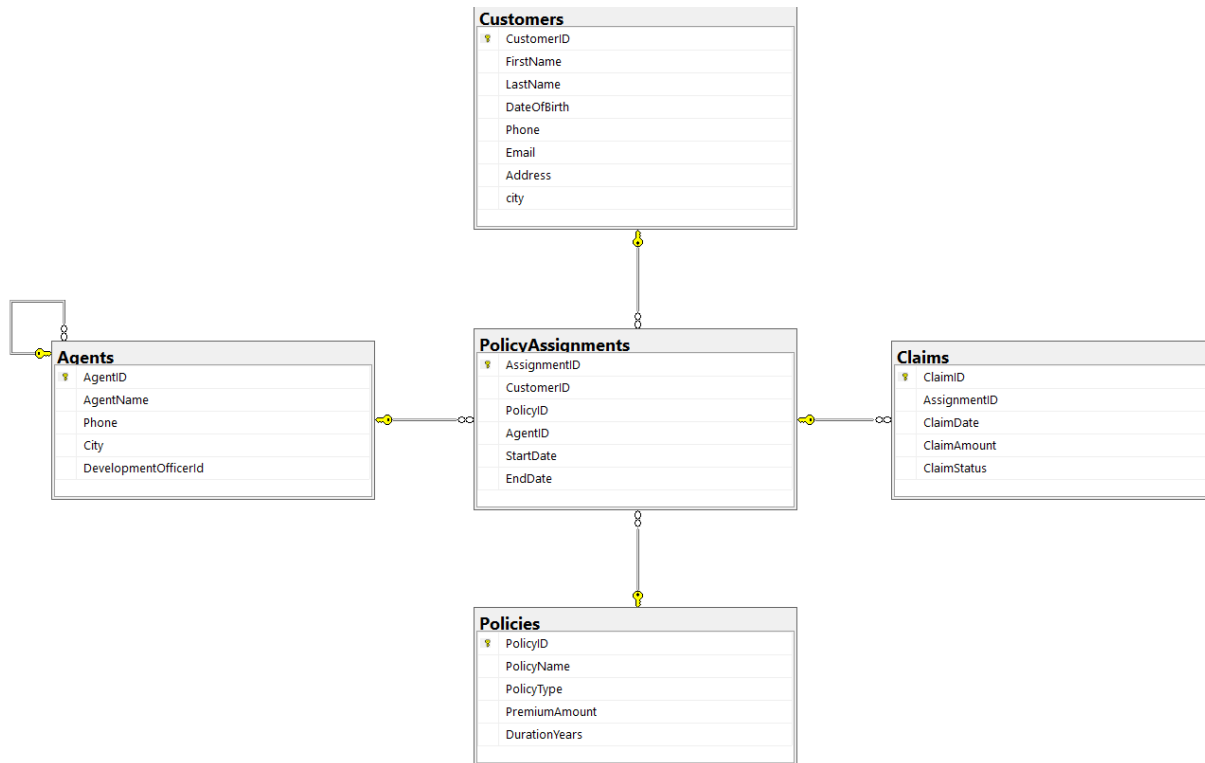 Customers
CustomerID
FirstName
LastName
DateOfBirth
Phone
Email
Address
city
Agents
AgentID
AgentName
Phone
City
DevelopmentOfficerId
PolicyAssignments
AssignmentID
CustomerID
PolicyID
AgentID
StartDate
EndDate
Claims
ClaimID
AssignmentID
ClaimDate
ClaimAmount
ClaimStatus
Policies
PolicyID
PolicyName
PolicyType
PremiumAmount
DurationYears